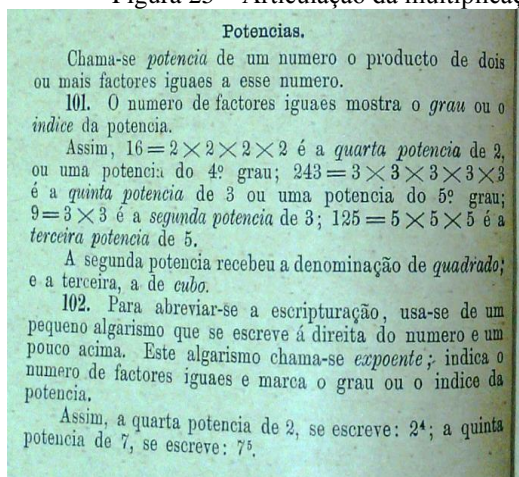 Figura 23 – Articulação da multiplicaç
Potencias.
Chama-se potencia de um numero o producto de dois
ou mais factores iguaes a esse numero.
101. O numero de factores iguaes mostra o grau ou o
indice da potencia.
Assim, 16 = 2 × 2 × 2 × 2 é a quarta potencia de 2,
ou uma potencia do 4º grau; 243 = 3 × 3 × 3 × 3 × 3
é a quinta potencia de 3 ou uma potencia do 5º grau;
9 = 3 × 3 é a segunda potencia de 3; 125 = 5 × 5 × 5 é a
terceira potencia de 5.
A segunda potencia recebeu a denominação de quadrado;
e a terceira, a de cubo.
102. Para abreviar-se a escripturação, usa-se de um
pequeno algarismo que se escreve á direita do numero e um
pouco acima. Este algarismo chama-se expoente; indica o
numero de factores iguaes e marca o grau ou o indice da
potencia.
Assim, a quarta potencia de 2, se escreve: 2⁴; a quinta
potencia de 7, se escreve: 7⁵.